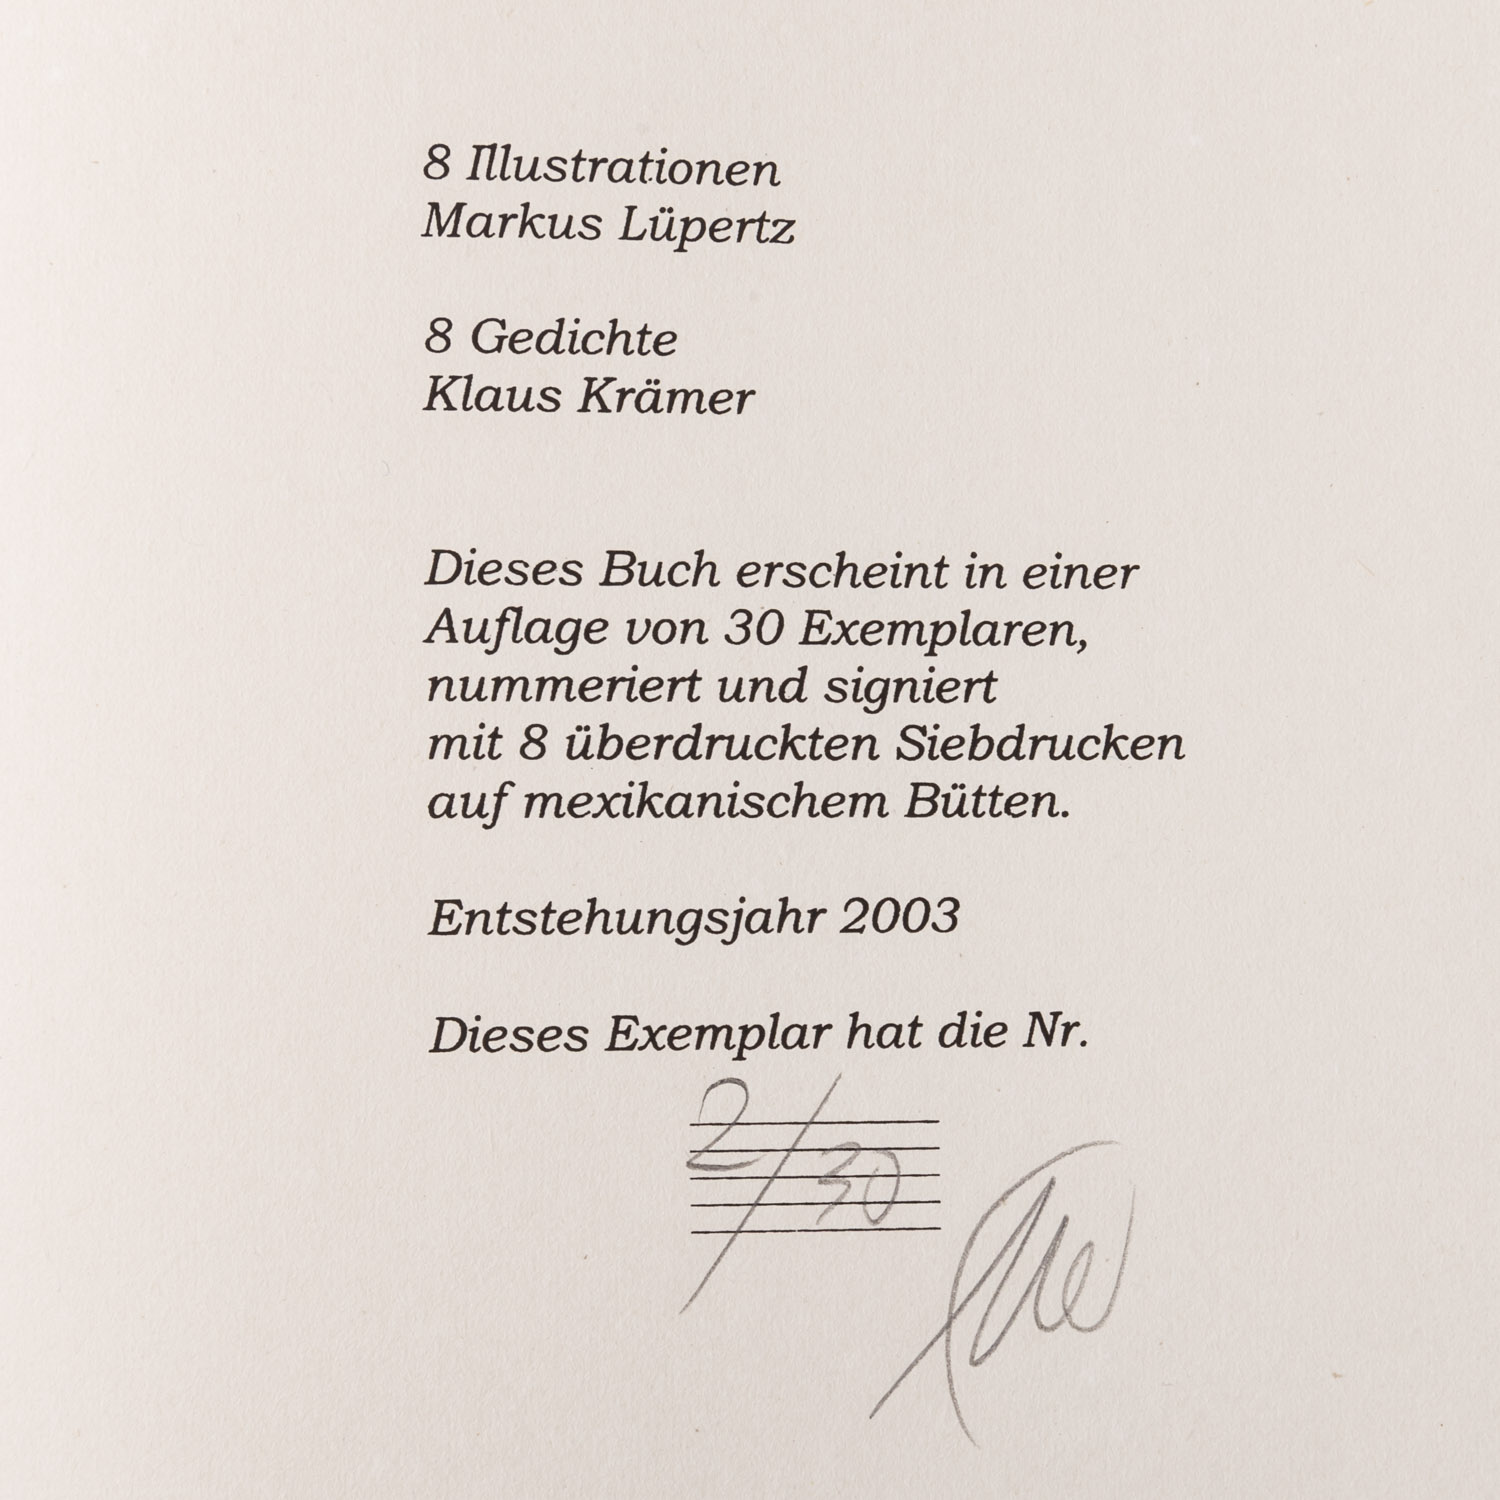 8 Illustrationen
Markus Lüpertz
8 Gedichte
Klaus Krämer
Dieses Buch erscheint in einer
Auflage von 30 Exemplaren,
nummeriert und signiert
mit 8 überdruckten Siebdrucken
auf mexikanischem Bütten.
Entstehungsjahr 2003
Dieses Exemplar hat die Nr.
2/30